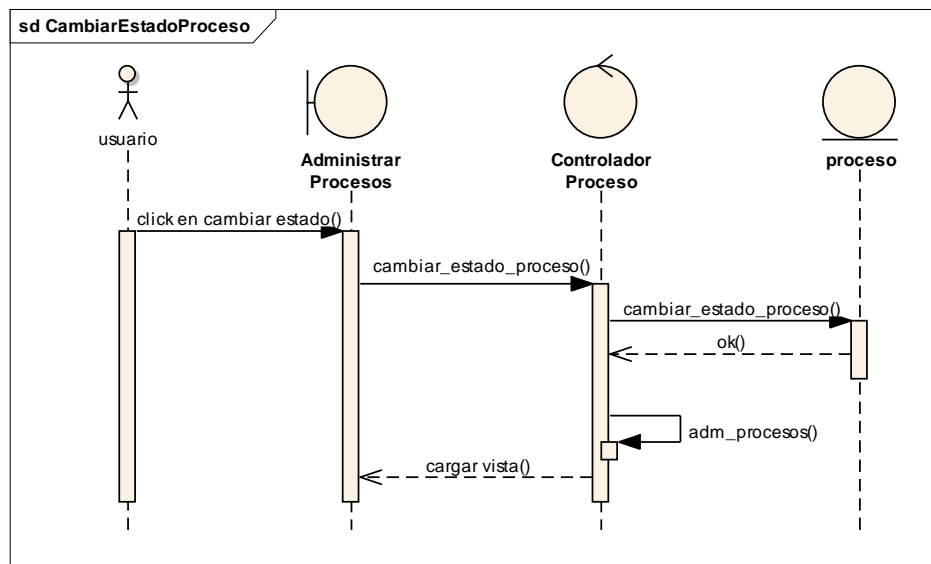 sd CambiarEstadoProceso
usuario
Administrar
Procesos
Controlador
Proceso
proceso
click en cambiar estado()
cambiar_estado_proceso()
cambiar_estado_proceso()
ok()
adm_procesos()
cargar vista()